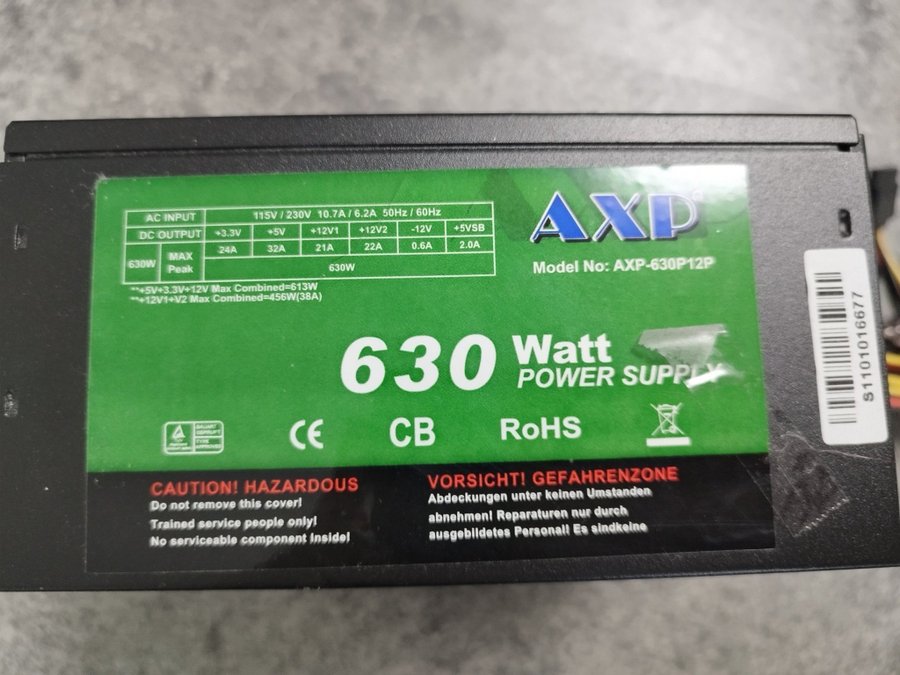 AXP
Model No: AXP-630P12P
AC INPUT 115V / 230V 10.7A / 6.2A 50Hz / 60Hz
DC OUTPUT +3.3V +5V +12V1 +12V2 -12V +5VSB
630W MAX Peak 24A 32A 21A 22A 0.6A 2.0A
630W
**+5V+3.3V+12V Max Combined=613W
**+12V1+V2 Max Combined=456W(38A)
630 Watt
POWER SUPPLY
BAUART GEPRUFT
TYPE APPROVED
CE CB RoHS
CAUTION! HAZARDOUS
Do not remove this cover!
Trained service people only!
No serviceable component Inside!
VORSICHT! GEFAHRENZONE
Abdeckungen unter keinen Umstanden
abnehmen! Reparaturen nur durch
ausgebildetes Personal! Es sindkeine
S1101016677